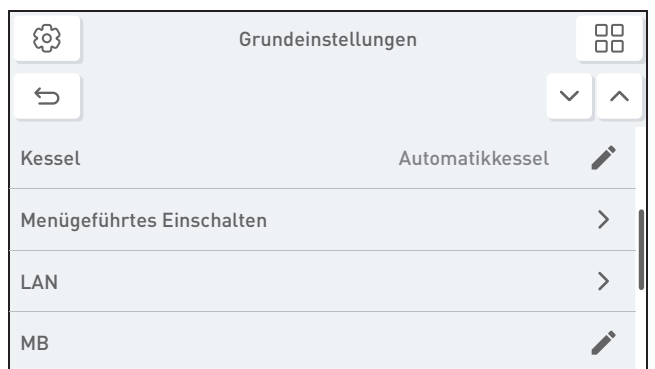 Grundeinstellungen
Kessel Automatikkessel
Menügeführtes Einschalten
LAN
MB